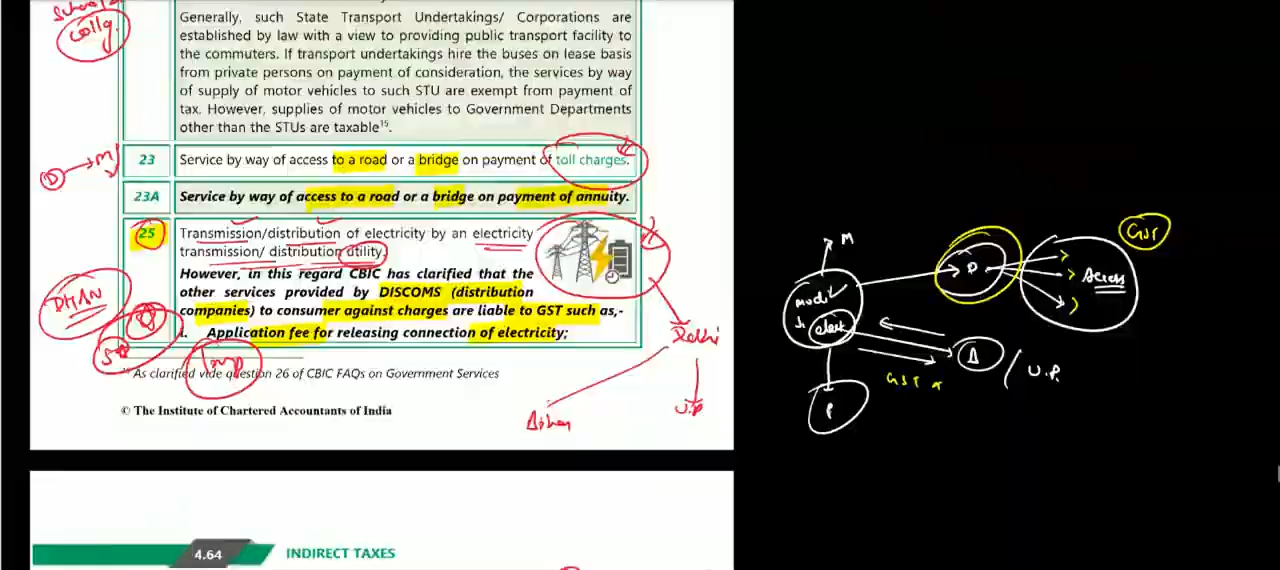 Generally, such State Transport Undertakings/ Corporations are
established by law with a view to providing public transport facility to
the commuters. If transport undertakings hire the buses on lease basis
from private persons on payment of consideration, the services by way
of supply of motor vehicles to such STU are exempt from payment of
tax. However, supplies of motor vehicles to Government Departments
other than the STUs are taxable15.
23 Service by way of access to a road or a bridge on payment of toll charges.
23A Service by way of access to a road or a bridge on payment of annuity.
25 Transmission/distribution of electricity by an electricity
transmission/ distribution utility.
However, in this regard CBIC has clarified that the
other services provided by DISCOMS (distribution
companies) to consumer against charges are liable to GST such as,-
i. Application fee for releasing connection of electricity;
15 As clarified vide question 26 of CBIC FAQs on Government Services
© The Institute of Chartered Accountants of India
4.64 INDIRECT TAXES
D → M
DHAN
Imp
Delhi
U.P
GST
M
D
Access
elect
U.P.
GST
P